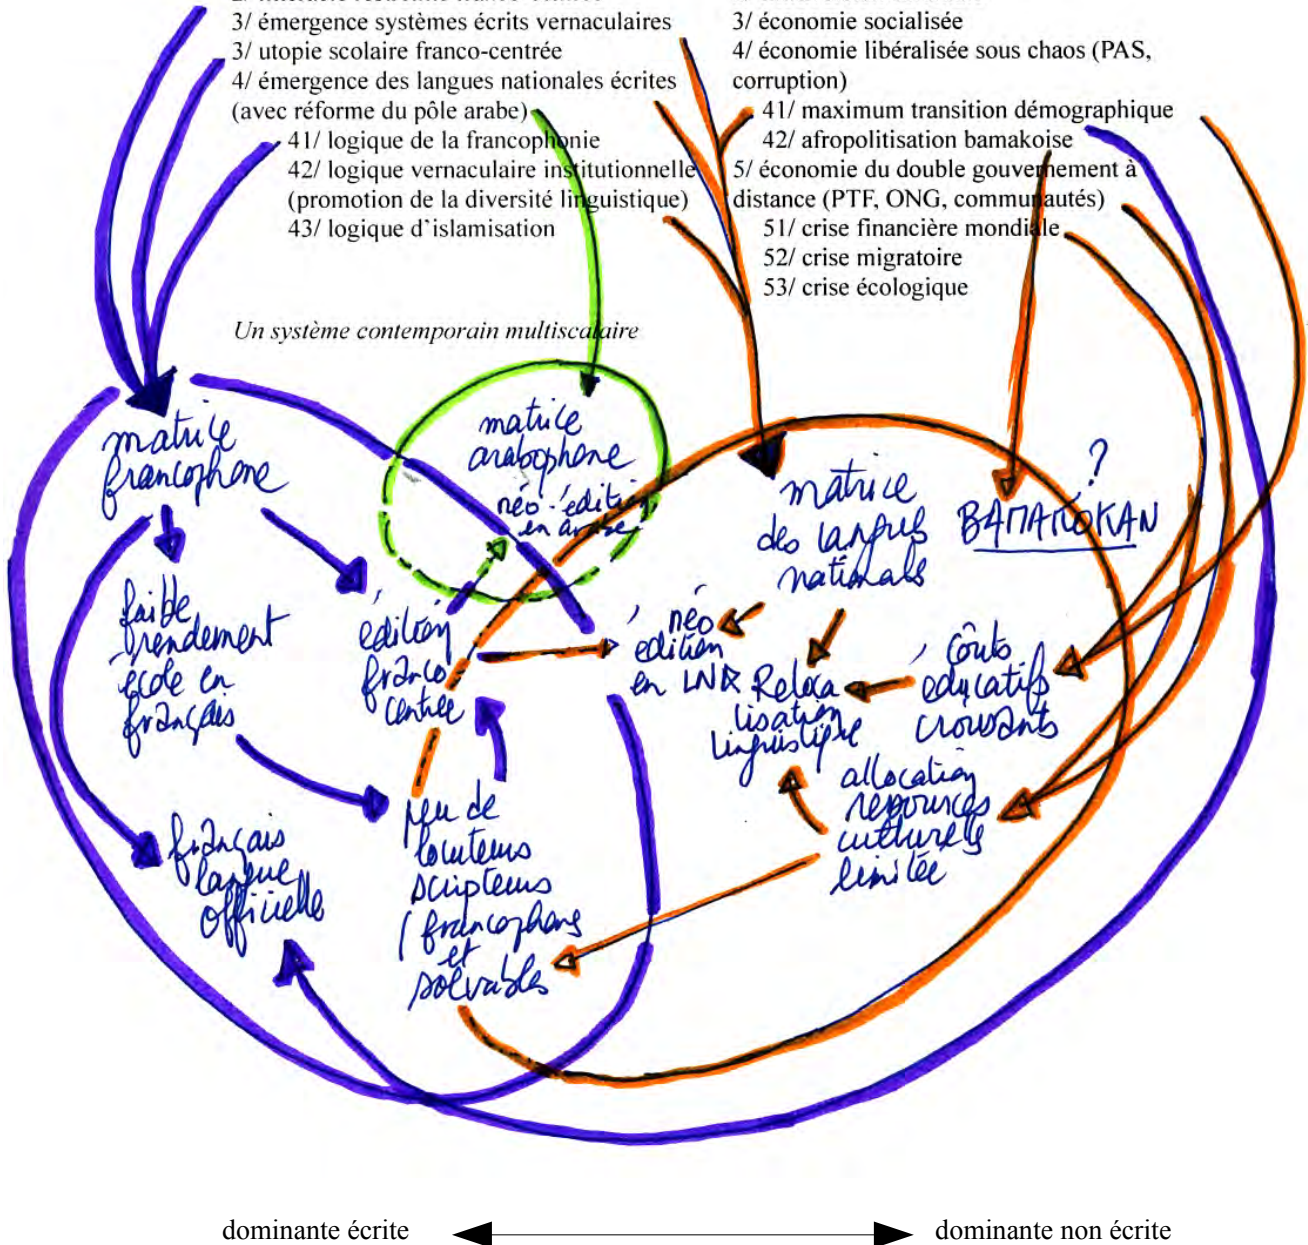 3/ émergence systèmes écrits vernaculaires
3/ utopie scolaire franco-centrée
4/ émergence des langues nationales écrites
(avec réforme du pôle arabe)
41/ logique de la francophonie
42/ logique vernaculaire institutionnelle
(promotion de la diversité linguistique)
43/ logique d'islamisation
3/ économie socialisée
4/ économie libéralisée sous chaos (PAS,
corruption)
41/ maximum transition démographique
42/ afropolitisation bamakoise
5/ économie du double gouvernement à
distance (PTF, ONG, communautés)
51/ crise financière mondiale
52/ crise migratoire
53/ crise écologique
Un système contemporain multiscalaire
matrice
francophone
matrice
arabophone
néo-édition
en arabe
matrice
des langues
nationales
?
BAMAKOKAN
faible
rendement
école en
français
édition
franco
centrée
néo
édition
en LNR
Reloca
lisation
linguistique
coûts
éducatifs
croissants
allocation
ressources
culturelles
limitée
français
langue
officielle
peu de
locuteurs
scripteurs
(francophones
et
solvables
dominante écrite
dominante non écrite